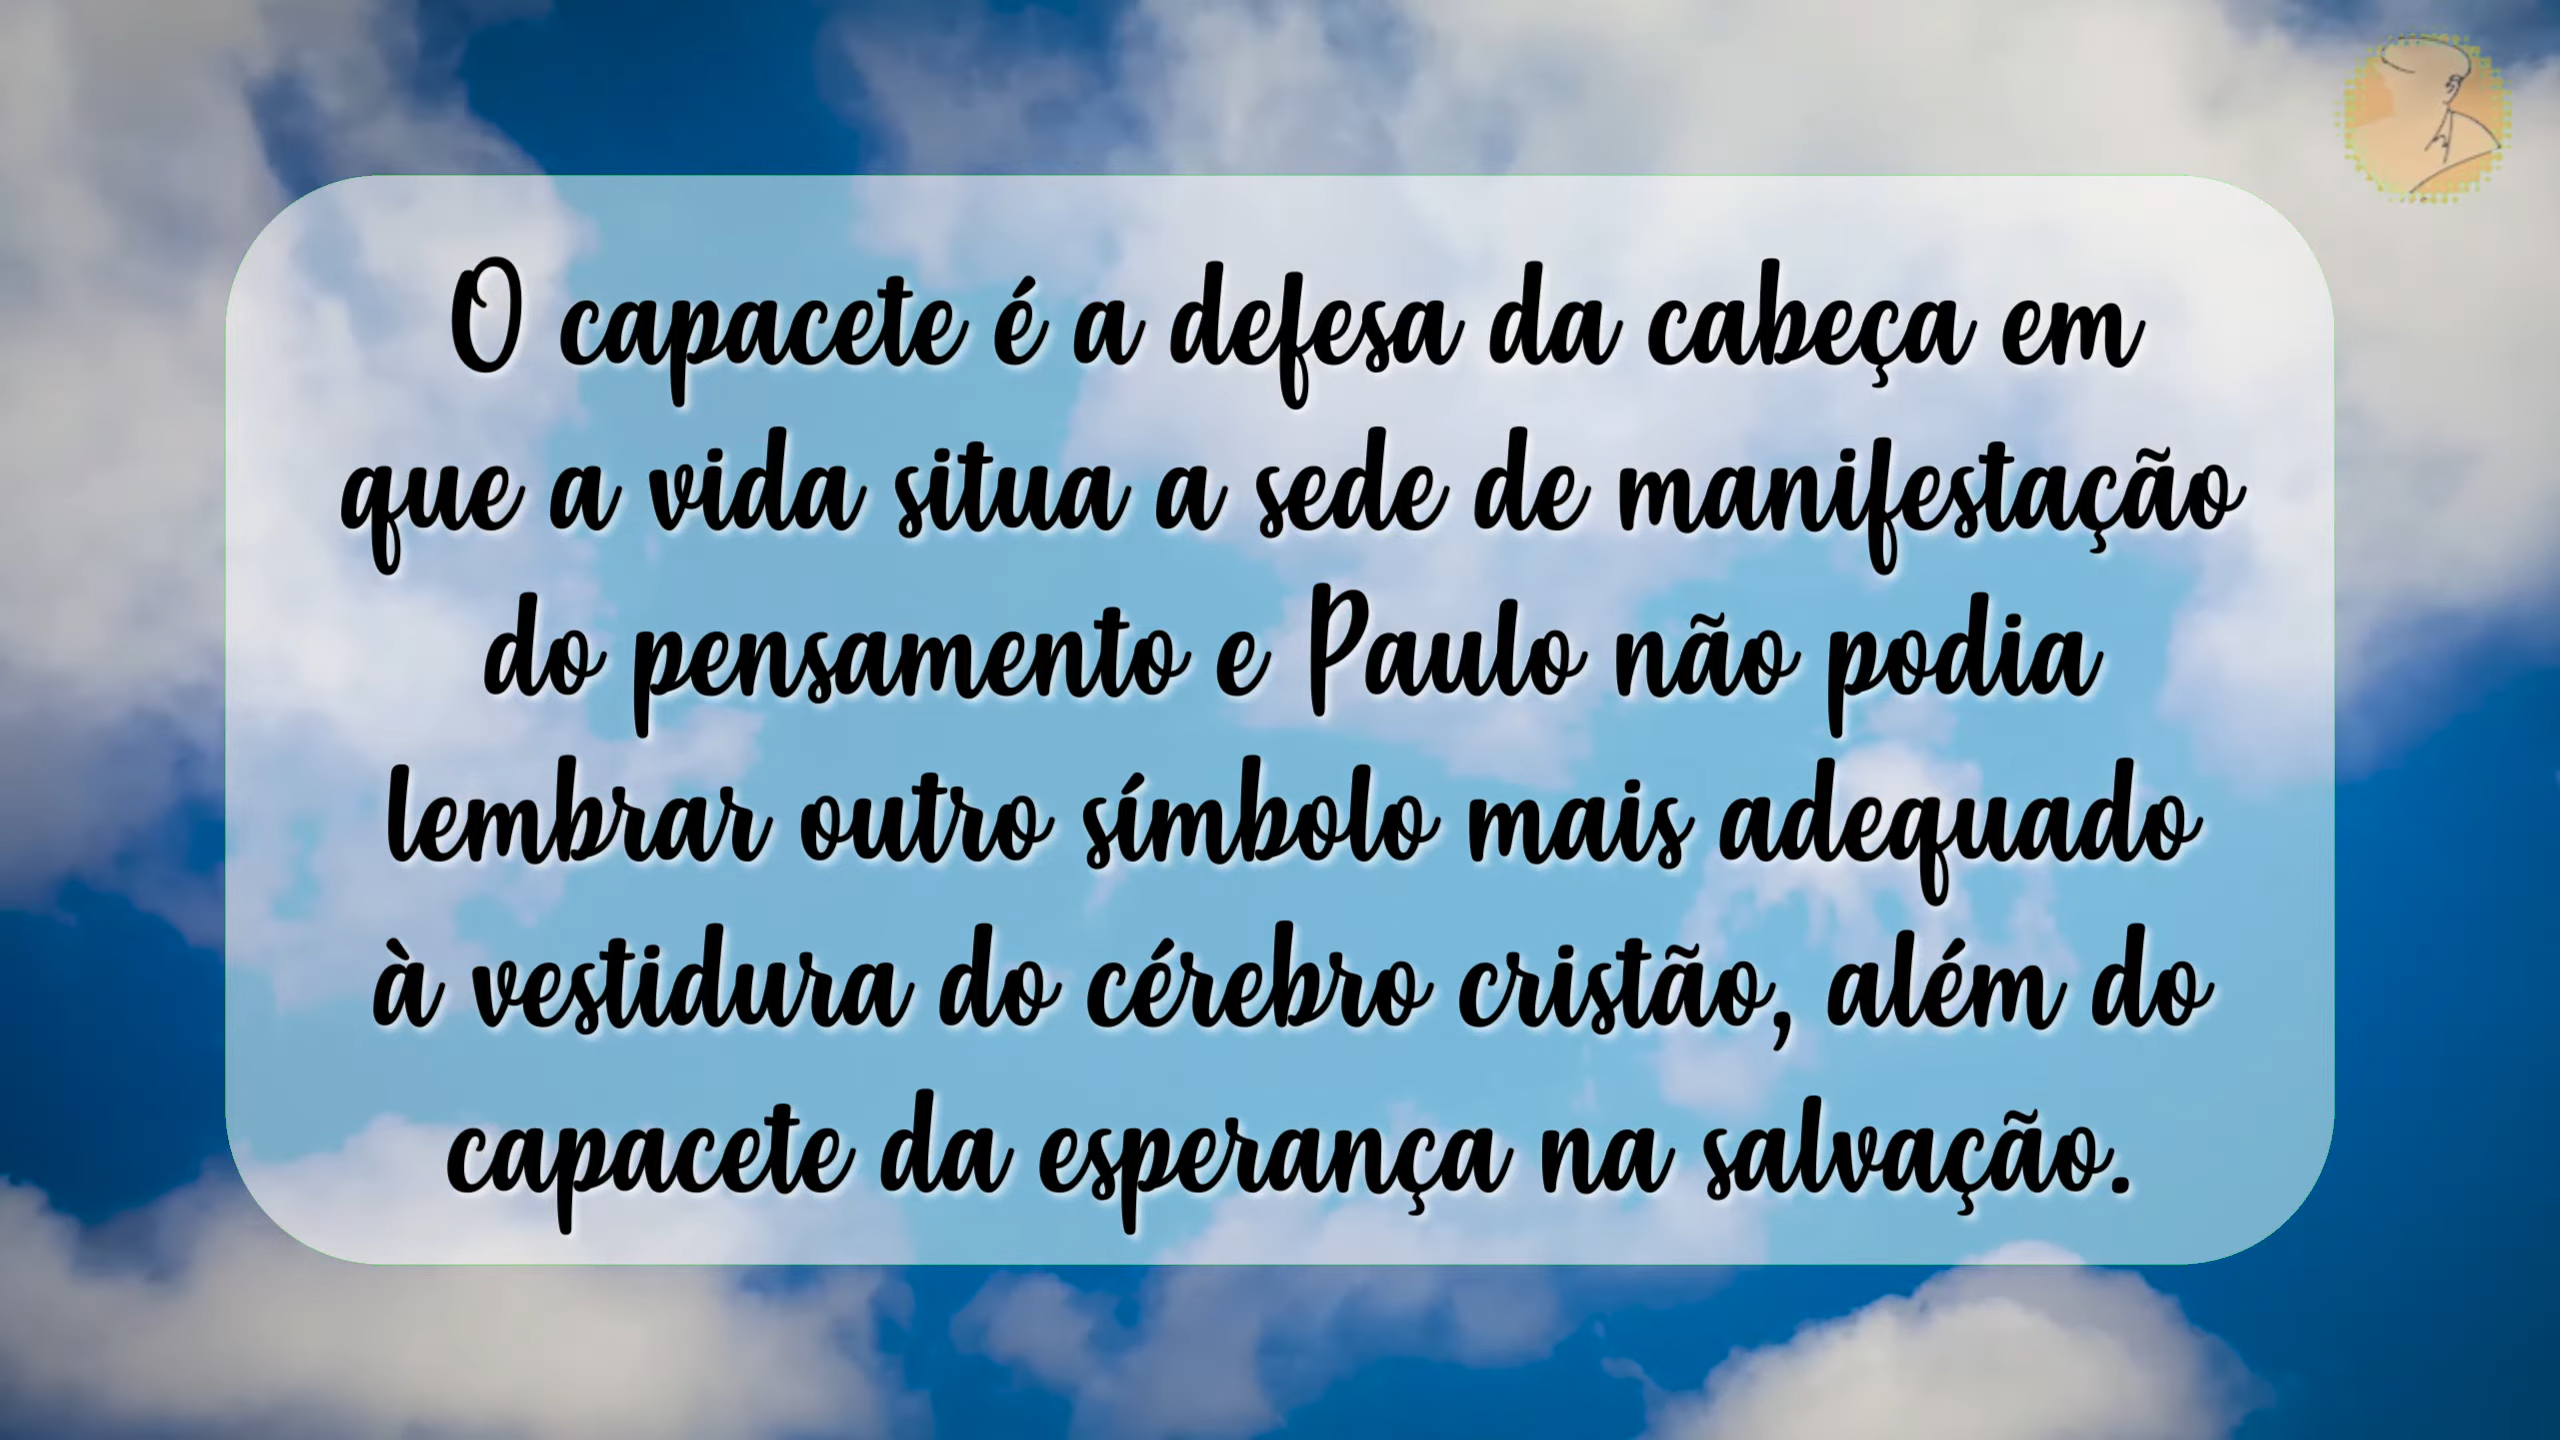 O capacete é a defesa da cabeça em
que a vida situa a sede de manifestação
do pensamento e Paulo não podia
lembrar outro símbolo mais adequado
à vestidura do cérebro cristão, além do
capacete da esperança na salvação.